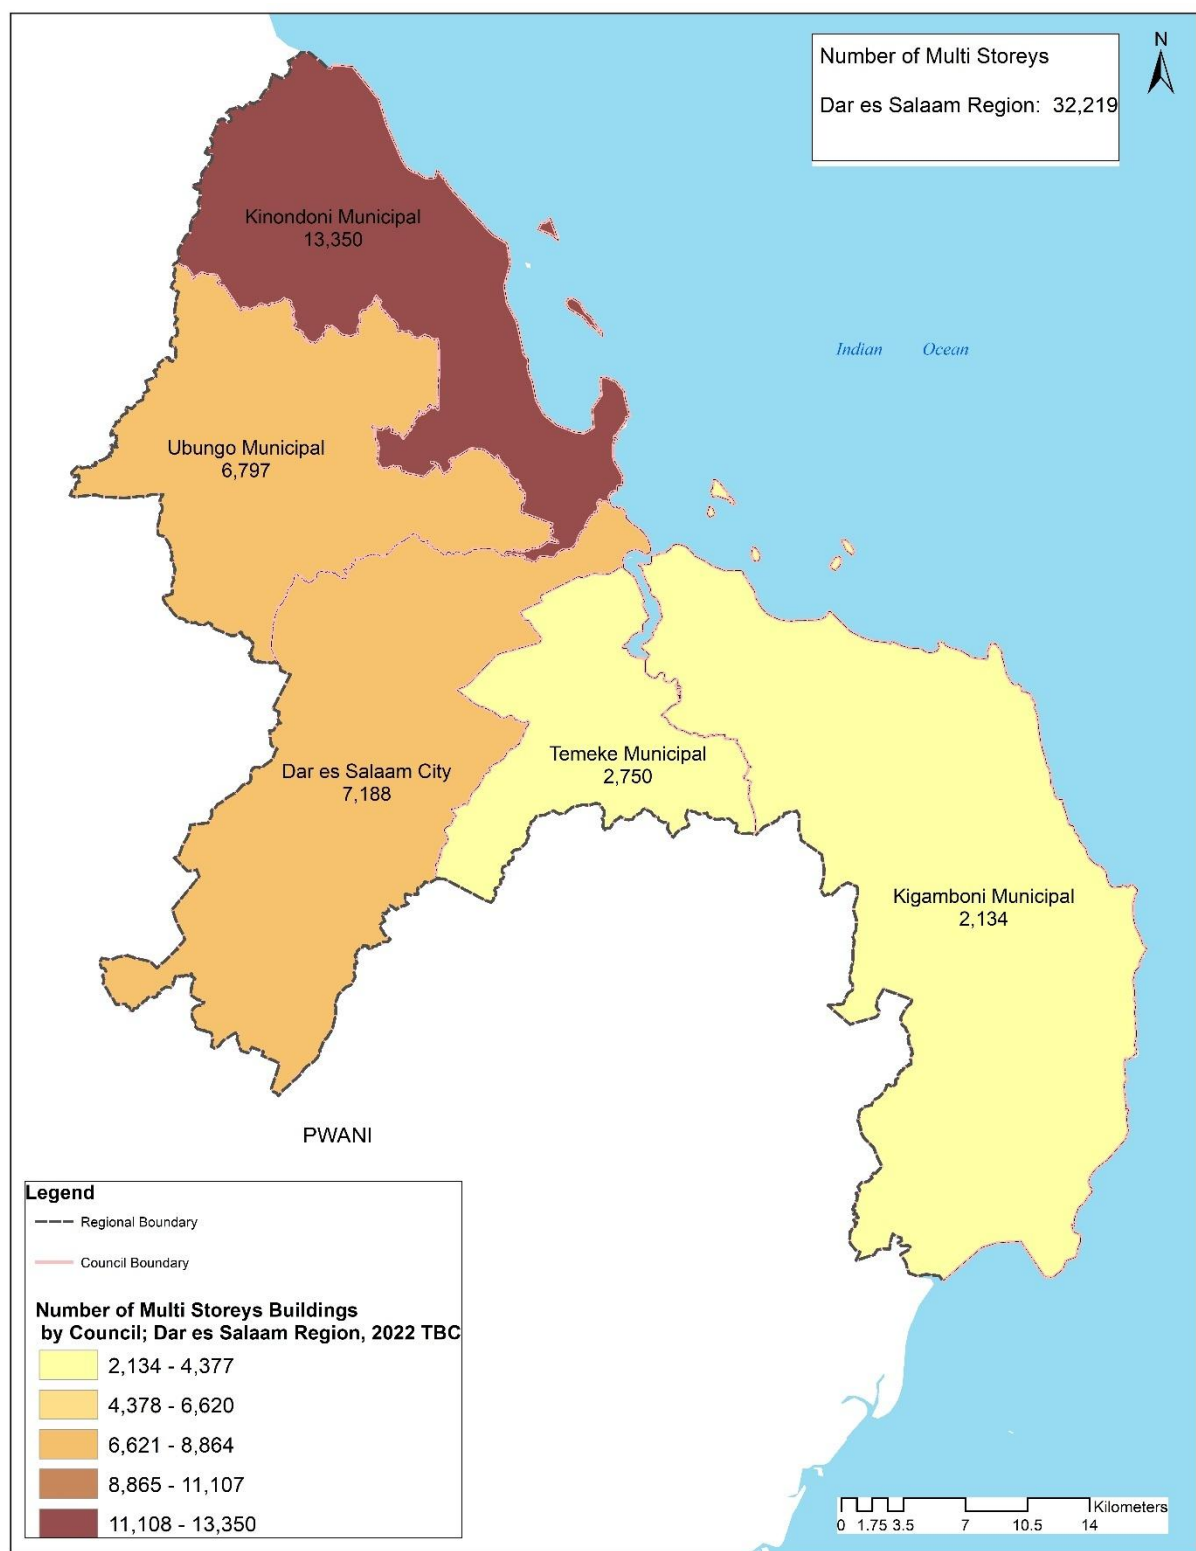 Number of Multi Storeys
Dar es Salaam Region: 32,219
N
Kinondoni Municipal
13,350
Indian Ocean
Ubungo Municipal
6,797
Temeke Municipal
2,750
Dar es Salaam City
7,188
Kigamboni Municipal
2,134
PWANI
Legend
Regional Boundary
Council Boundary
Number of Multi Storeys Buildings
by Council; Dar es Salaam Region, 2022 TBC
2,134 - 4,377
4,378 - 6,620
6,621 - 8,864
8,865 - 11,107
11,108 - 13,350
Kilometers
0 1.75 3.5 7 10.5 14